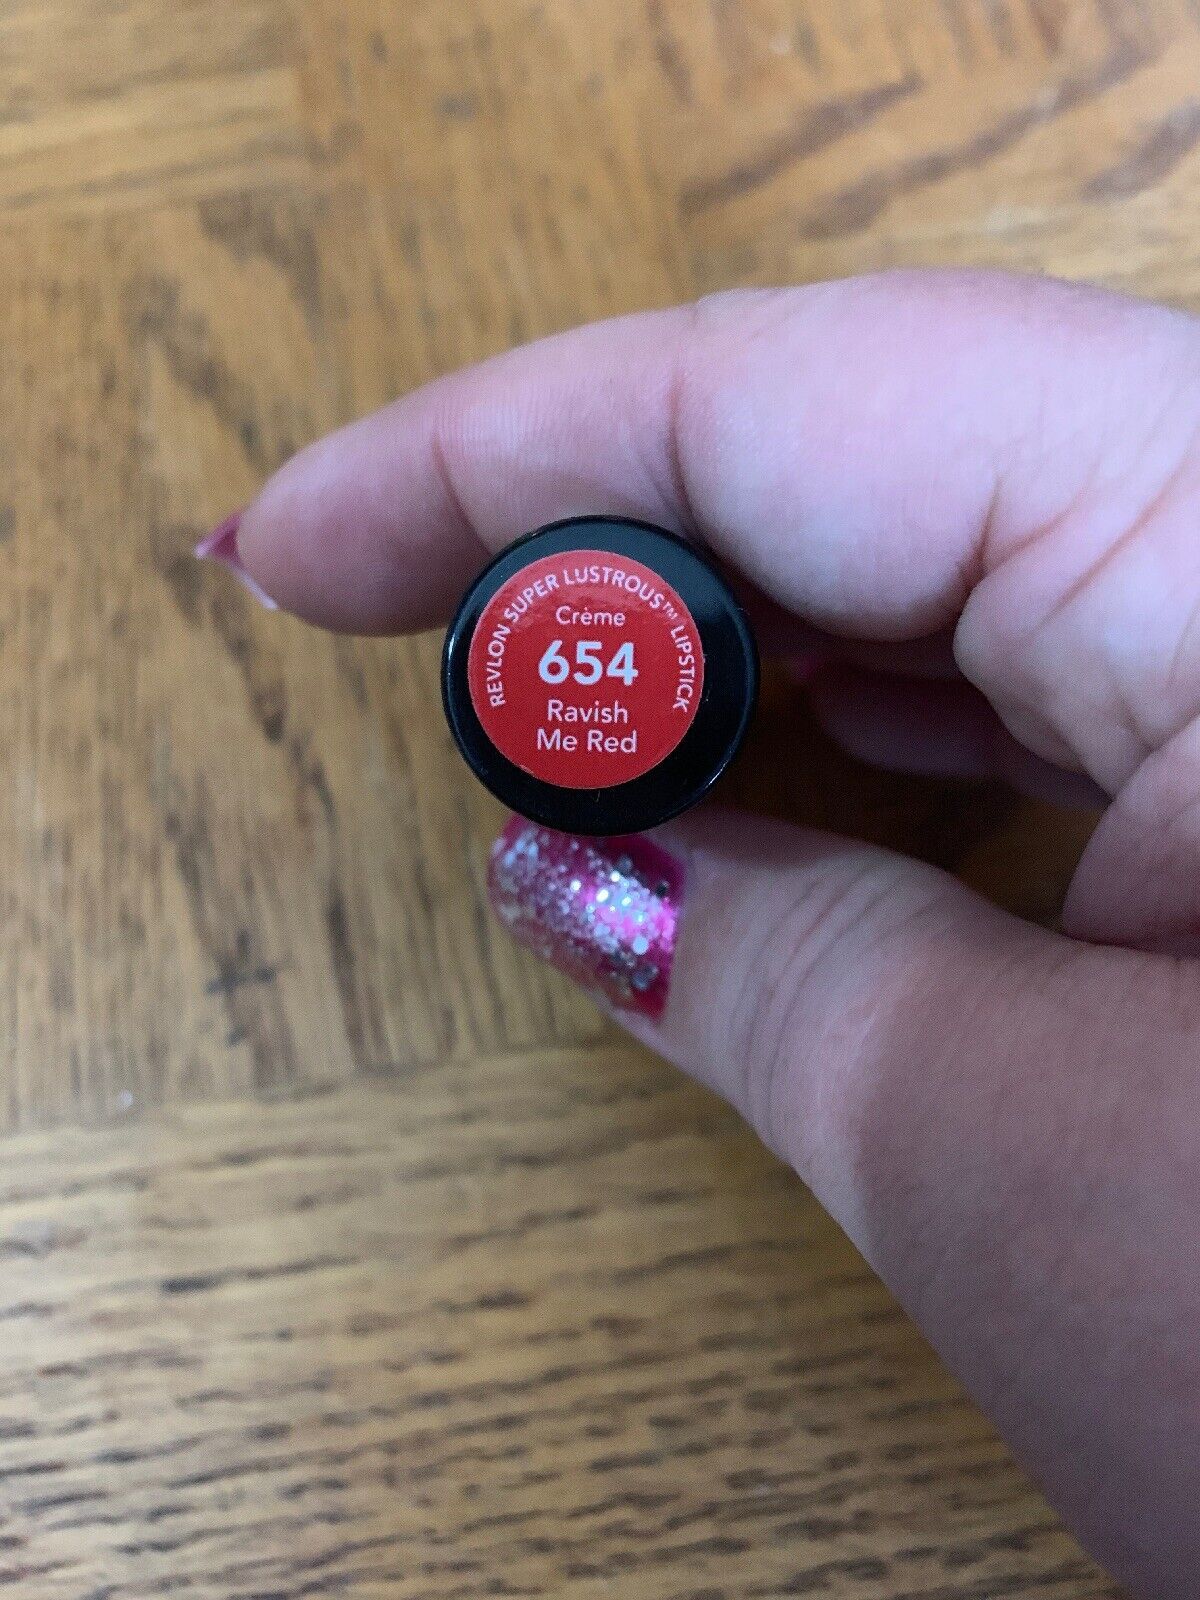 REVLON SUPER LUSTROUS™ LIPSTICK
Crème
654
Ravish
Me Red